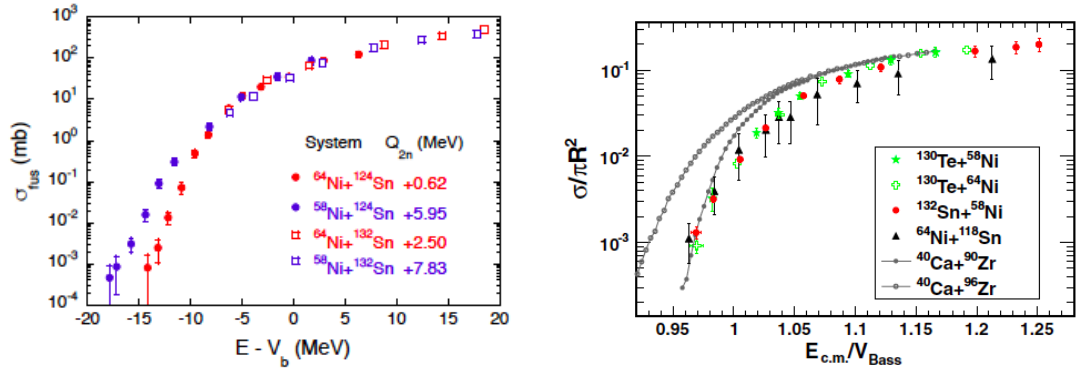 σfus (mb)
10³
10²
10¹
10⁰
10⁻¹
10⁻²
10⁻³
10⁻⁴
System Q2n (MeV)
⁶⁴Ni+¹²⁴Sn +0.62
⁵⁸Ni+¹²⁴Sn +5.95
⁶⁴Ni+¹³²Sn +2.50
⁵⁸Ni+¹³²Sn +7.83
-20 -15 -10 -5 0 5 10 15 20
E - Vb (MeV)
σ/πR²
10⁻¹
10⁻²
10⁻³
¹³⁰Te+⁵⁸Ni
¹³⁰Te+⁶⁴Ni
¹³²Sn+⁵⁸Ni
⁶⁴Ni+¹¹⁸Sn
⁴⁰Ca+⁹⁰Zr
⁴⁰Ca+⁹⁶Zr
0.95 1 1.05 1.1 1.15 1.2 1.25
Ec.m./VBass